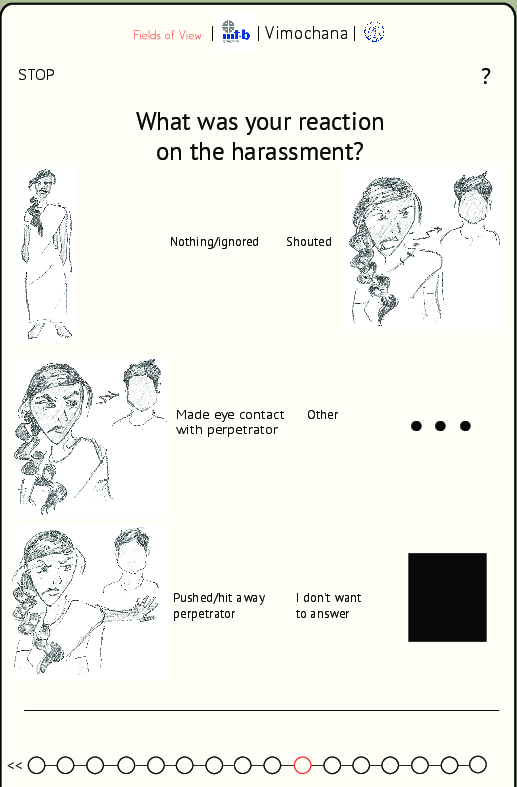 Fields of View | iiit-b | Vimochana |
STOP
?
What was your reaction
on the harassment?
Nothing/ignored
Shouted
Made eye contact
with perpetrator
Other
Pushed/hit away
perpetrator
I don't want
to answer
<<